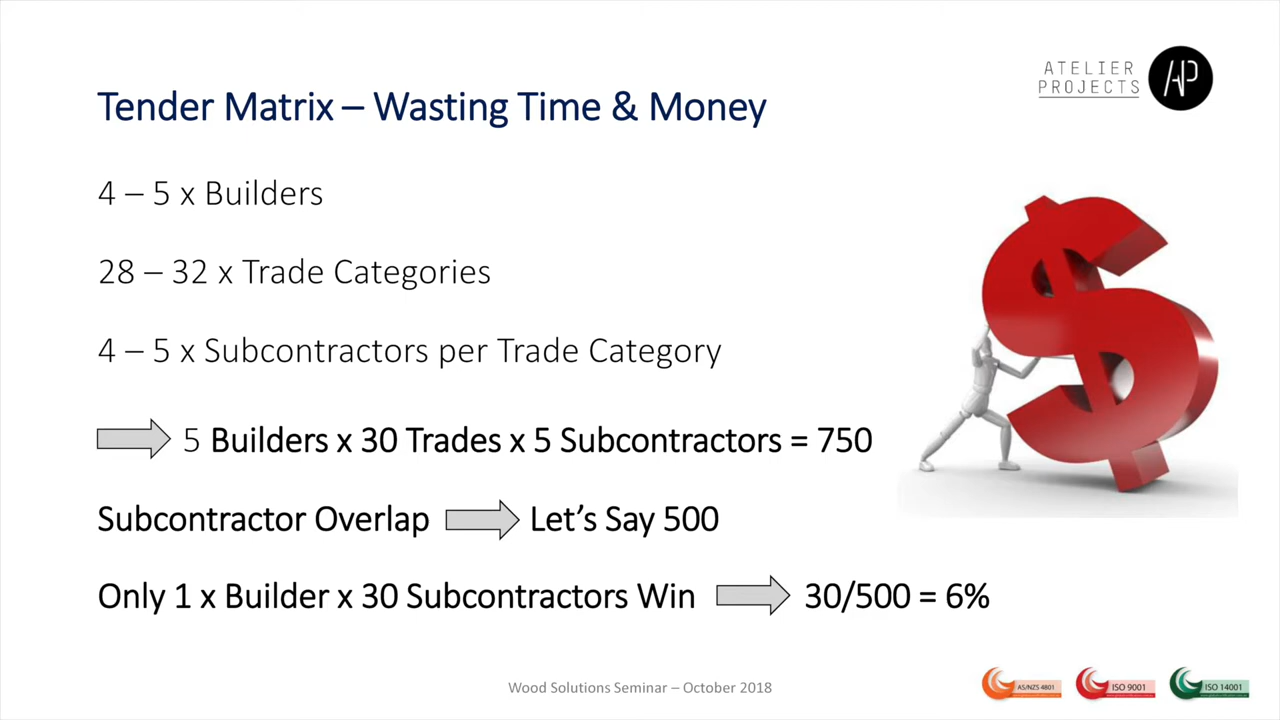 ATELIER
PROJECTS
AP
Tender Matrix – Wasting Time & Money
4 – 5 x Builders
28 – 32 x Trade Categories
4 – 5 x Subcontractors per Trade Category
5 Builders x 30 Trades x 5 Subcontractors = 750
Subcontractor Overlap Let’s Say 500
Only 1 x Builder x 30 Subcontractors Win 30/500 = 6%
Wood Solutions Seminar – October 2018
AS/NZS 4801
ISO 9001
ISO 14001